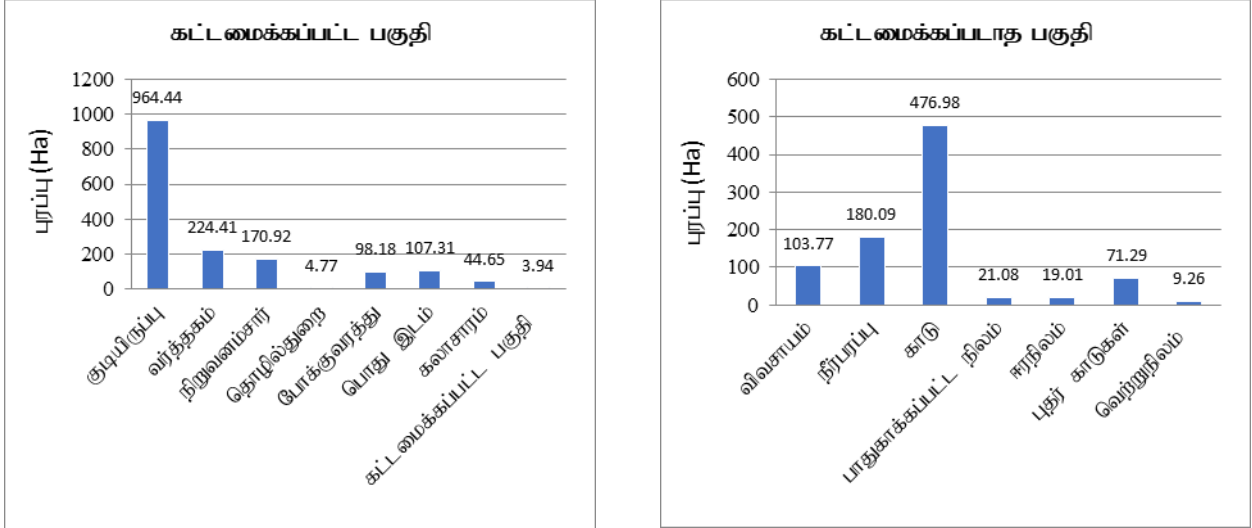 கட்டமைக்கப்பட்ட பகுதி
புரப்பு (Ha)
1200
1000
800
600
400
200
0
964.44
224.41
170.92
4.77
98.18
107.31
44.65
3.94
குடியிருப்பு
வர்த்தகம்
நிறுவனம்சார்
தொழில்துறை
போக்குவரத்து
பொது இடம்
கலாசாரம்
கட்டமைக்கப்பட்ட பகுதி
கட்டமைக்கப்படாத பகுதி
புரப்பு (Ha)
600
500
400
300
200
100
0
103.77
180.09
476.98
21.08
19.01
71.29
9.26
விவசாயம்
நீர்பரப்பு
காடு
பாதுகாக்கப்பட்ட நிலம்
ஈரநிலம்
புதர் காடுகள்
வெற்றுநிலம்